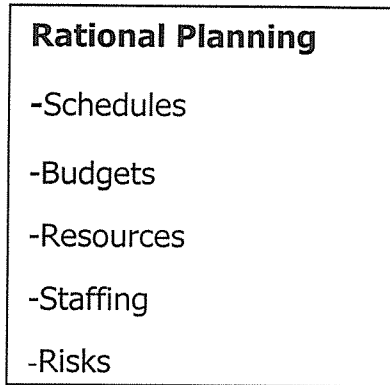 Rational Planning
-Schedules
-Budgets
-Resources
-Staffing
-Risks